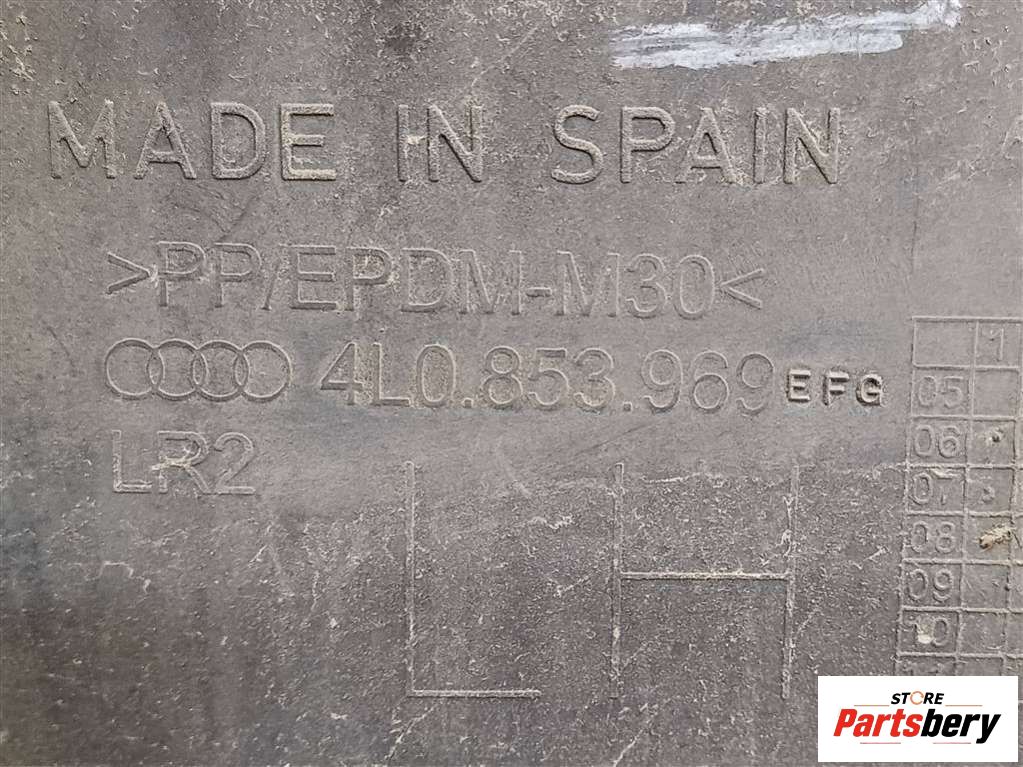 MADE IN SPAIN
>PP/EPDM-M30<
4L0.853.969 EFG
LR2
LH
1
05
06
07
08
09
10
STORE
Partsbery